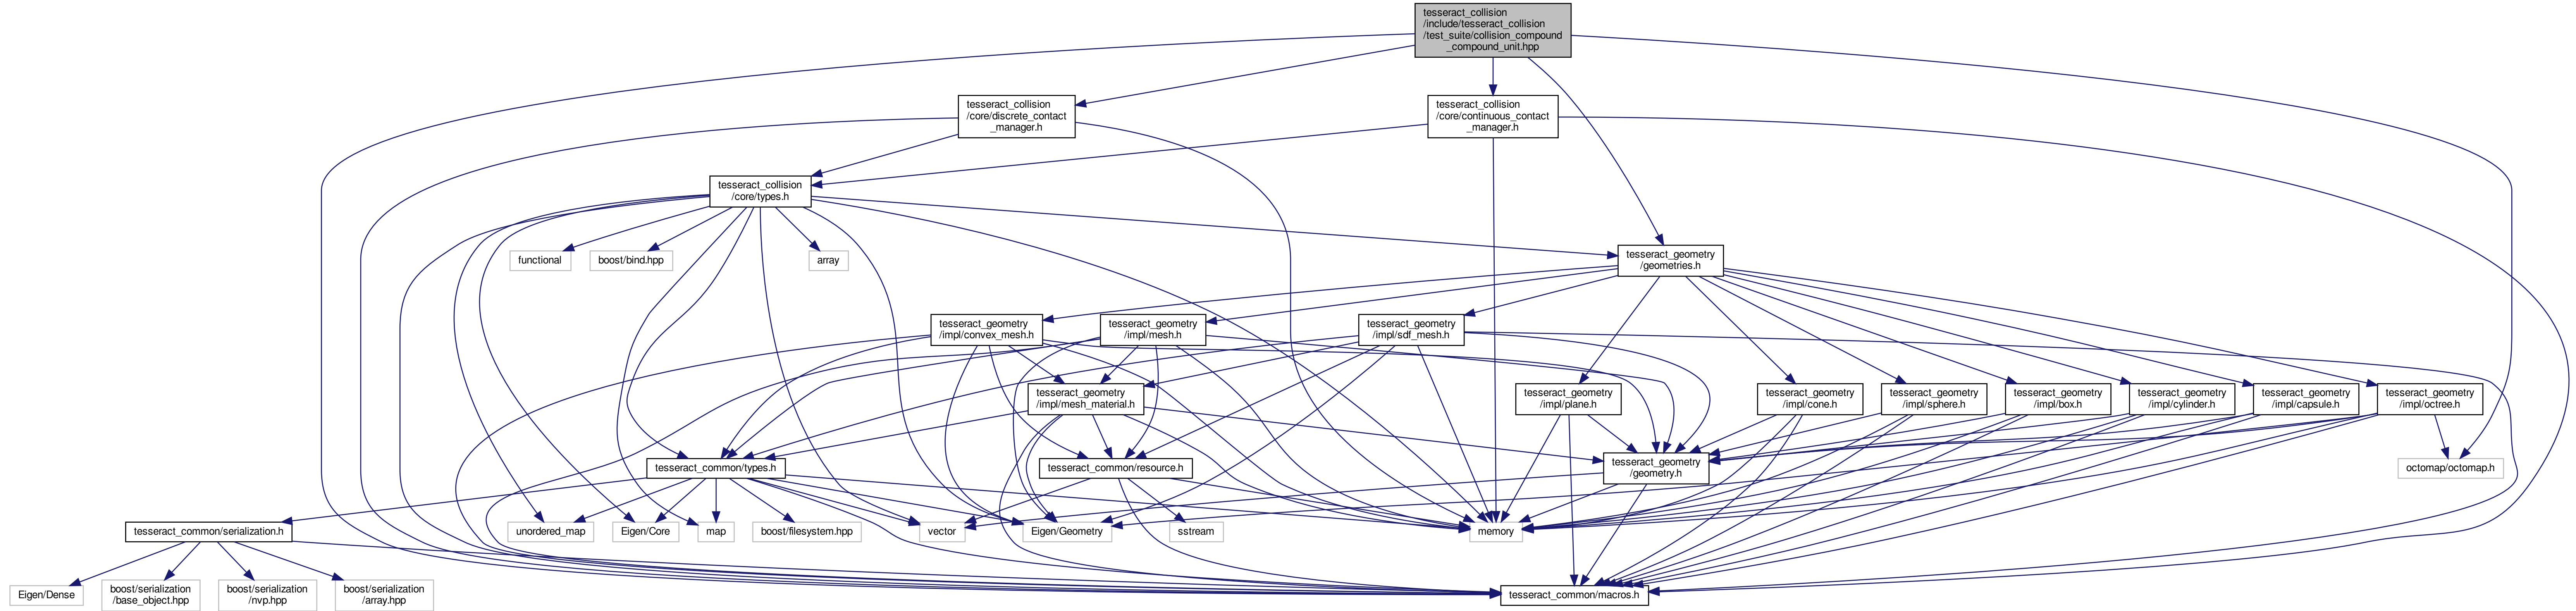 tesseract_collision
/include/tesseract_collision
/test_suite/collision_compound
_compound_unit.hpp
tesseract_collision
/core/discrete_contact
_manager.h
tesseract_collision
/core/continuous_contact
_manager.h
tesseract_collision
/core/types.h
functional
boost/bind.hpp
array
tesseract_geometry
/geometries.h
tesseract_geometry
/impl/convex_mesh.h
tesseract_geometry
/impl/mesh.h
tesseract_geometry
/impl/sdf_mesh.h
tesseract_geometry
/impl/mesh_material.h
tesseract_geometry
/impl/plane.h
tesseract_geometry
/impl/cone.h
tesseract_geometry
/impl/sphere.h
tesseract_geometry
/impl/box.h
tesseract_geometry
/impl/cylinder.h
tesseract_geometry
/impl/capsule.h
tesseract_geometry
/impl/octree.h
tesseract_common/types.h
tesseract_common/resource.h
tesseract_geometry
/geometry.h
octomap/octomap.h
tesseract_common/serialization.h
unordered_map
Eigen/Core
map
boost/filesystem.hpp
vector
Eigen/Geometry
sstream
memory
Eigen/Dense
boost/serialization
/base_object.hpp
boost/serialization
/nvp.hpp
boost/serialization
/array.hpp
tesseract_common/macros.h